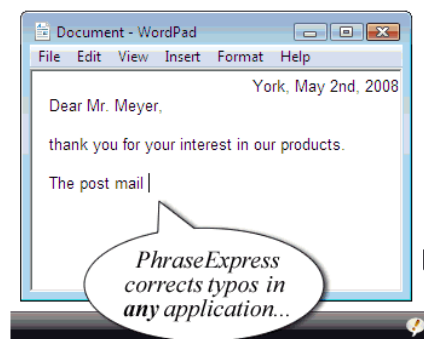 Document - WordPad
File Edit View Insert Format Help
York, May 2nd, 2008
Dear Mr. Meyer,
thank you for your interest in our products.
The post mail
PhraseExpress
corrects typos in
any application...